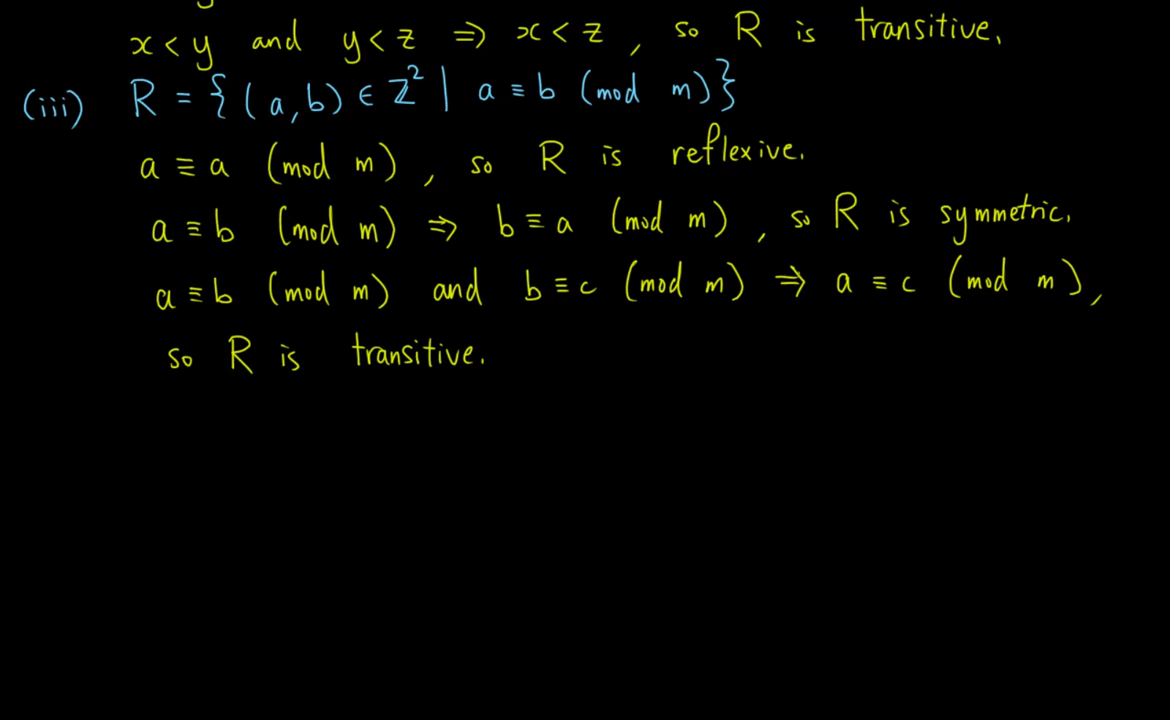 x < y and y < z ⇒ x < z , so R is transitive.
(iii) R = { (a,b) ∈ ℤ² | a ≡ b (mod m) }
a ≡ a (mod m) , so R is reflexive.
a ≡ b (mod m) ⇒ b ≡ a (mod m) , so R is symmetric.
a ≡ b (mod m) and b ≡ c (mod m) ⇒ a ≡ c (mod m) ,
so R is transitive.